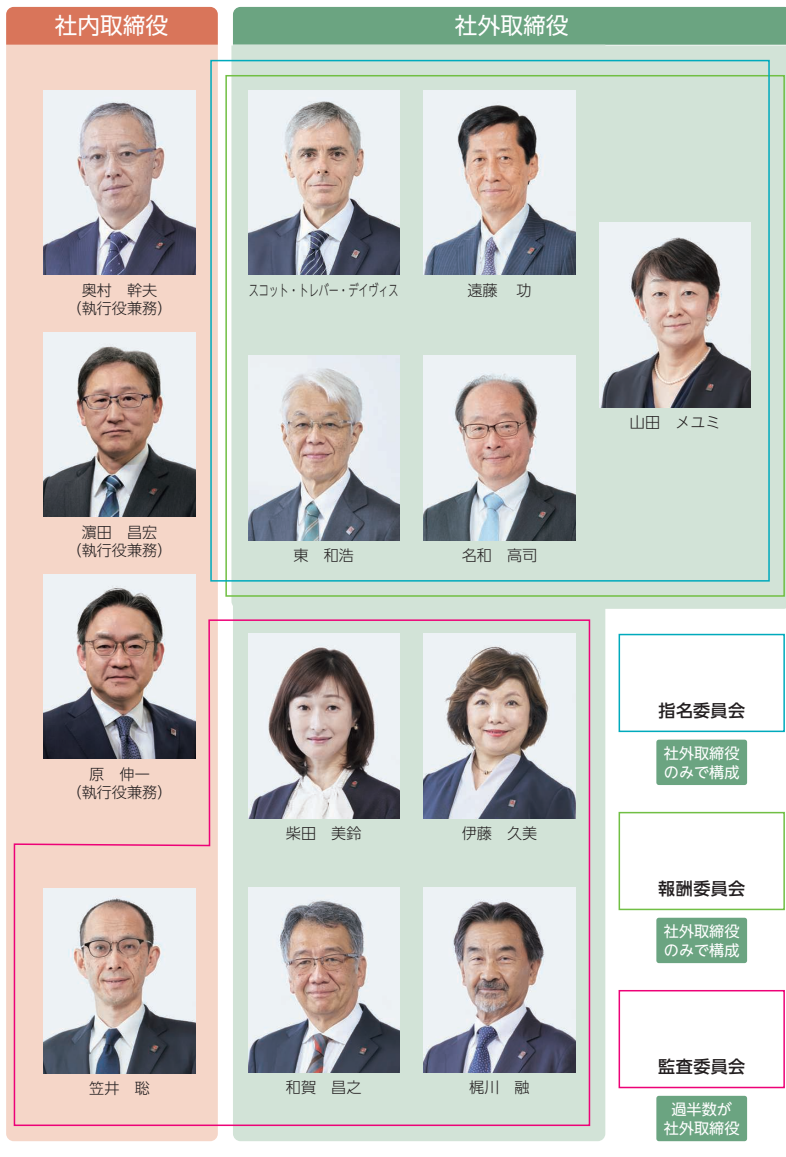 社内取締役
社外取締役
奥村 幹夫
(執行役兼務)
スコット・トレバー・デイヴィス
遠藤 功
山田 メユミ
濵田 昌宏
(執行役兼務)
東 和浩
名和 高司
原 伸一
(執行役兼務)
柴田 美鈴
伊藤 久美
笠井 聡
和賀 昌之
梶川 融
指名委員会
社外取締役
のみで構成
報酬委員会
社外取締役
のみで構成
監査委員会
過半数が
社外取締役